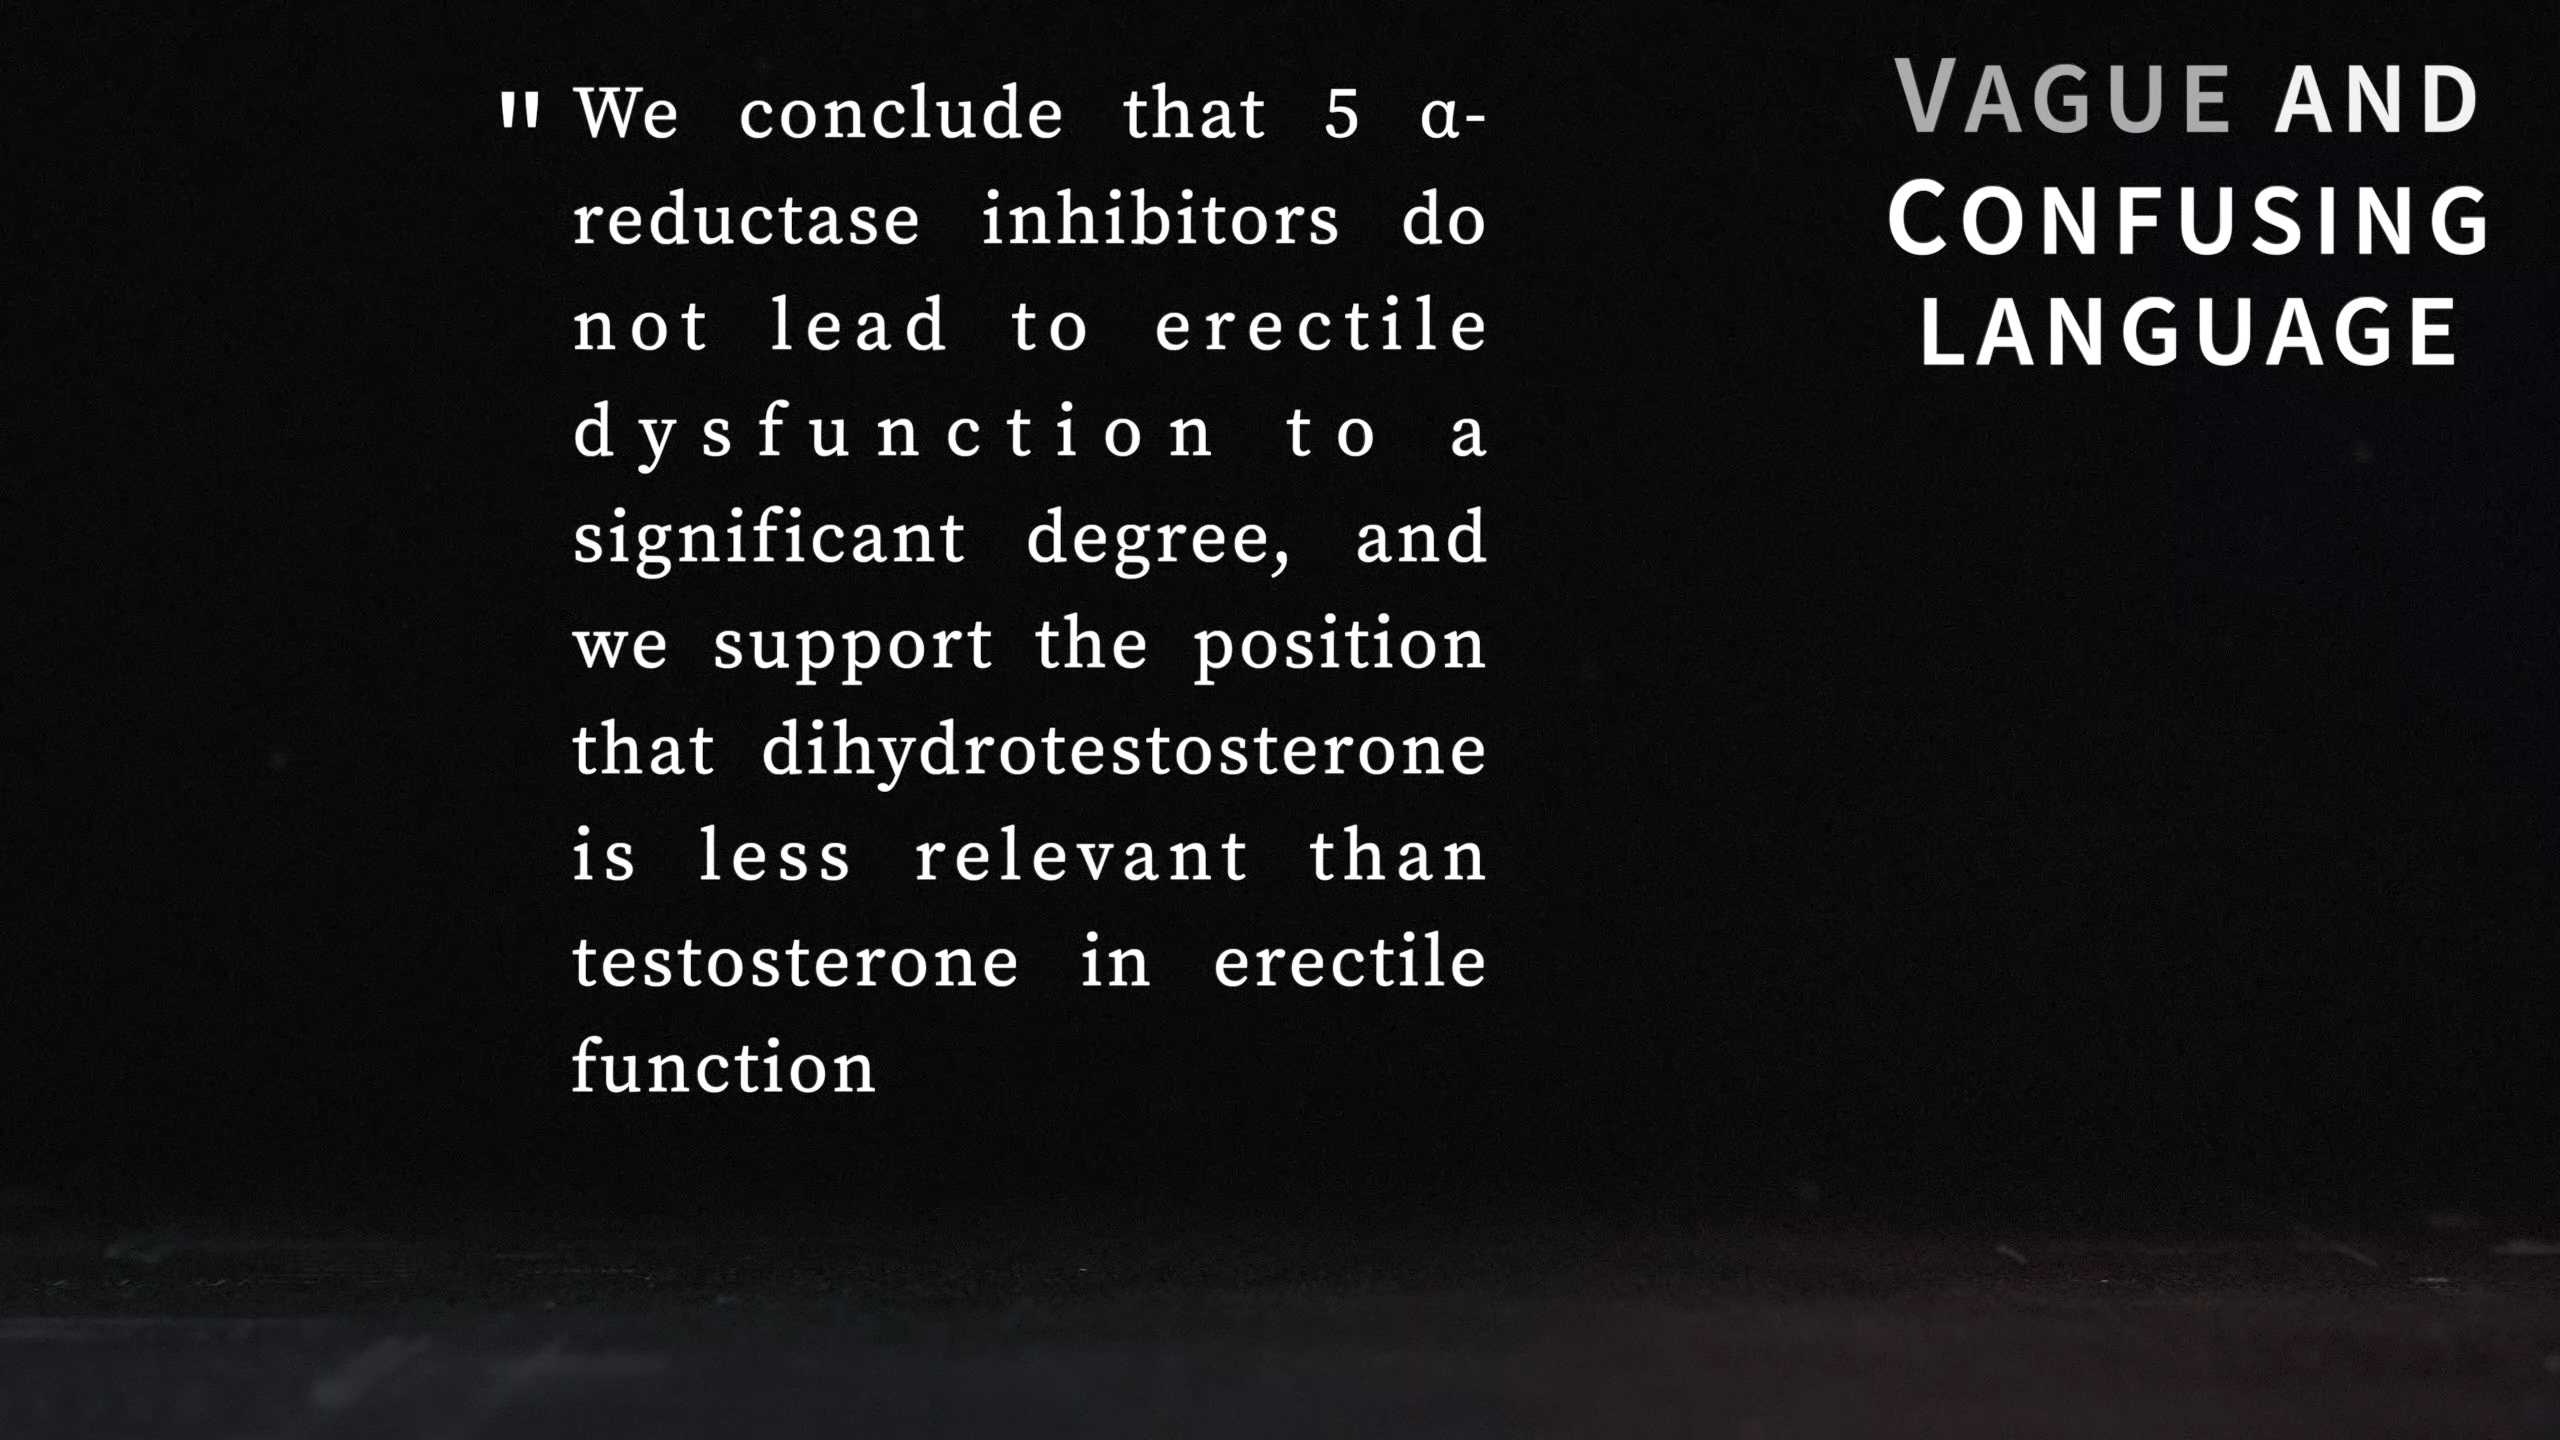 " We conclude that 5 α-
reductase inhibitors do
not lead to erectile
dysfunction to a
significant degree, and
we support the position
that dihydrotestosterone
is less relevant than
testosterone in erectile
function
VAGUE AND
CONFUSING
LANGUAGE